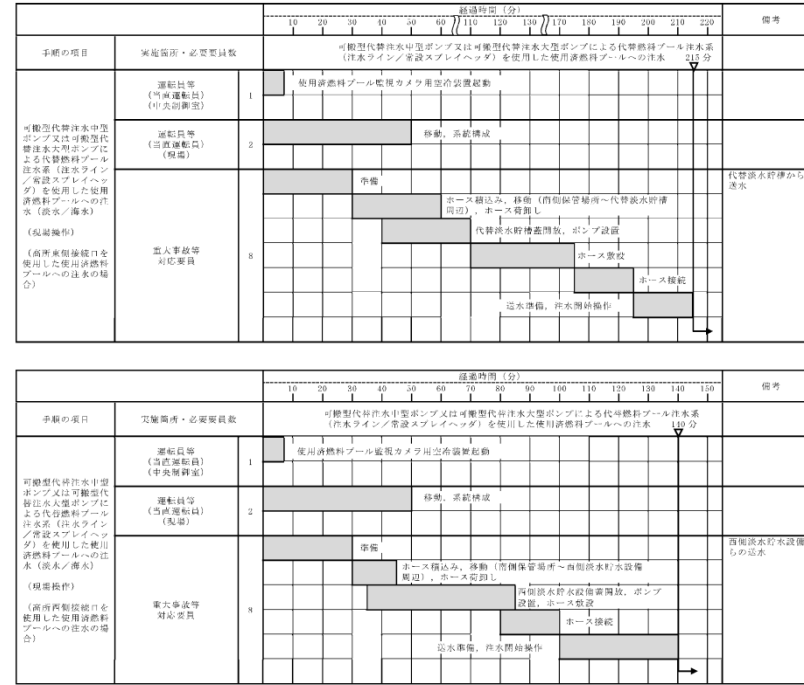 経過時間（分）
備考
10 20 30 40 50 60 110 120 130 170 180 190 200 210 220
手順の項目
実施箇所・必要要員数
可搬型代替注水中型ポンプ又は可搬型代替注水大型ポンプによる代替燃料プール注水系
（注水ライン／常設スプレイヘッダ）を使用した使用済燃料プールへの注水 215 分
可搬型代替注水中型
ポンプ又は可搬型代
替注水大型ポンプに
よる代替燃料プール
注水系（注水ライン
／常設スプレイヘッ
ダ）を使用した使用
済燃料プールへの注
水（淡水／海水）
（現場操作）
（高所東側接続口を
使用した使用済燃料
プールへの注水の場
合）
運転員等
（当直運転員）
（中央制御室）
1
使用済燃料プール監視カメラ用空冷装置起動
運転員等
（当直運転員）
（現場）
2
移動，系統構成
重大事故等
対応要員
8
準備
ホース積込み，移動（南側保管場所～代替淡水貯槽
周辺），ホース荷卸し
代替淡水貯槽蓋開放，ポンプ設置
ホース敷設
ホース接続
送水準備，注水開始操作
代替淡水貯槽から
送水
経過時間（分）
備考
10 20 30 40 50 60 70 80 90 100 110 120 130 140 150
手順の項目
実施箇所・必要要員数
可搬型代替注水中型ポンプ又は可搬型代替注水大型ポンプによる代替燃料プール注水系
（注水ライン／常設スプレイヘッダ）を使用した使用済燃料プールへの注水 140 分
可搬型代替注水中型
ポンプ又は可搬型代
替注水大型ポンプに
よる代替燃料プール
注水系（注水ライン
／常設スプレイヘッ
ダ）を使用した使用
済燃料プールへの注
水（淡水／海水）
（現場操作）
（高所西側接続口を
使用した使用済燃料
プールへの注水の場
合）
運転員等
（当直運転員）
（中央制御室）
1
使用済燃料プール監視カメラ用空冷装置起動
運転員等
（当直運転員）
（現場）
2
移動，系統構成
重大事故等
対応要員
8
準備
ホース積込み，移動（南側保管場所～西側淡水貯水設備
周辺），ホース荷卸し
西側淡水貯水設備蓋開放，ポンプ
設置，ホース敷設
ホース接続
送水準備，注水開始操作
西側淡水貯水設備
らの送水